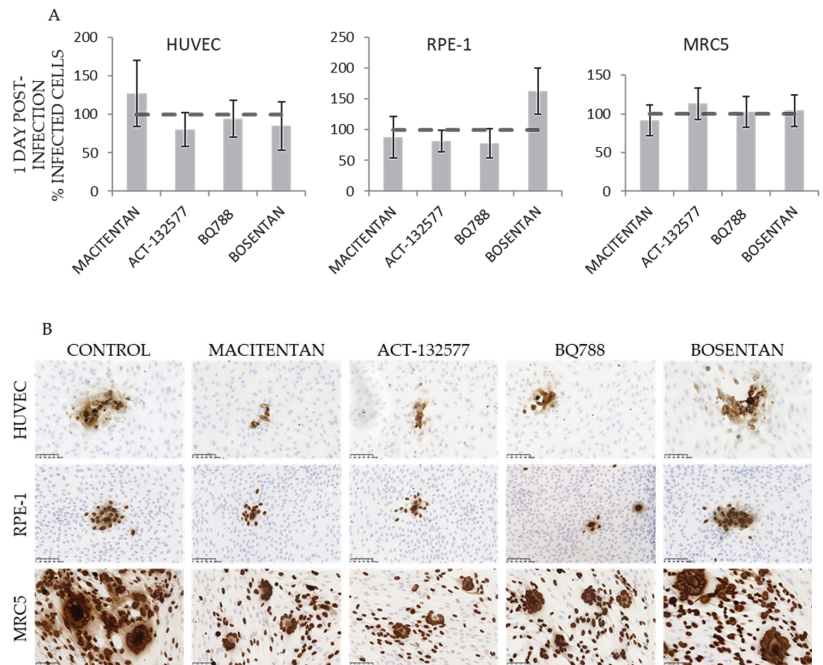 A
1 DAY POST-
INFECTION
% INFECTED CELLS
HUVEC
200
150
100
50
0
MACITENTAN
ACT-132577
BQ788
BOSENTAN
RPE-1
250
200
150
100
50
0
MACITENTAN
ACT-132577
BQ788
BOSENTAN
MRC5
150
100
50
0
MACITENTAN
ACT-132577
BQ788
BOSENTAN
B
CONTROL MACITENTAN ACT-132577 BQ788 BOSENTAN
HUVEC
RPE-1
MRC5